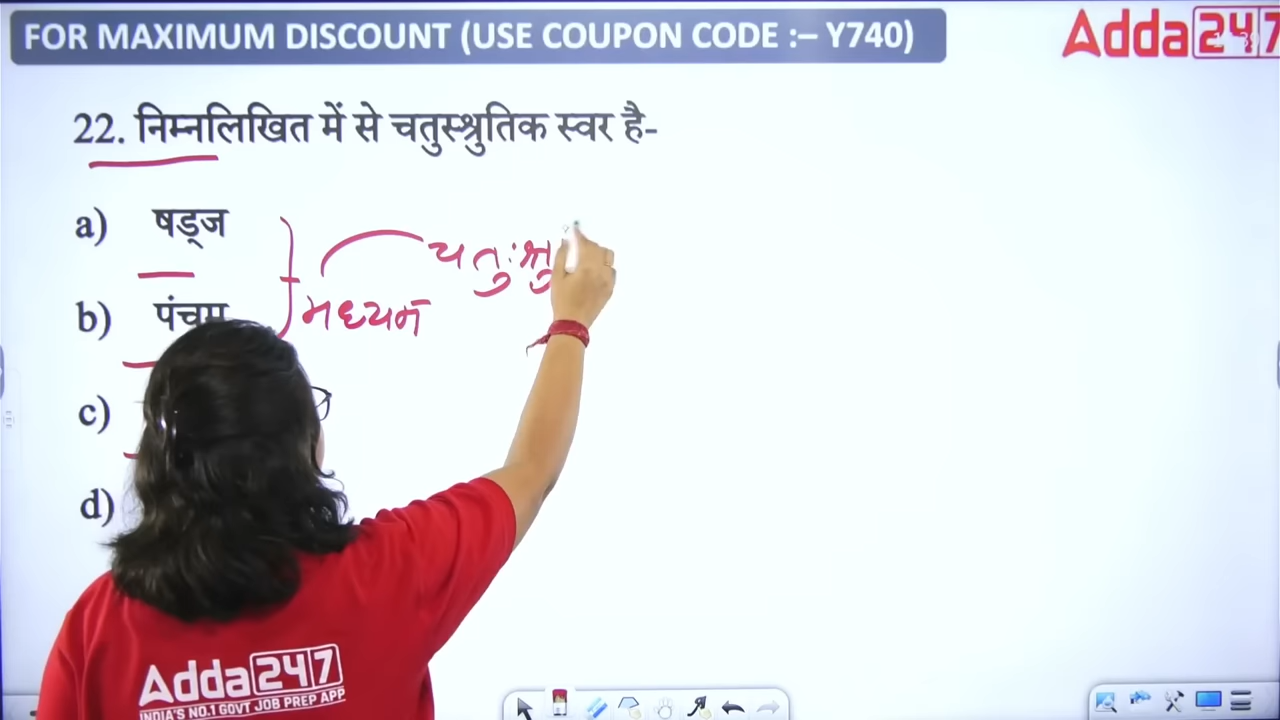 FOR MAXIMUM DISCOUNT (USE COUPON CODE :– Y740)
Adda247
22. निम्नलिखित में से चतुस्श्रुतिक स्वर है-
a) षड्ज
चतुःश्रु
b) पंचम
मध्यम
c)
d)
Adda247
INDIA'S NO.1 GOVT JOB PREP APP